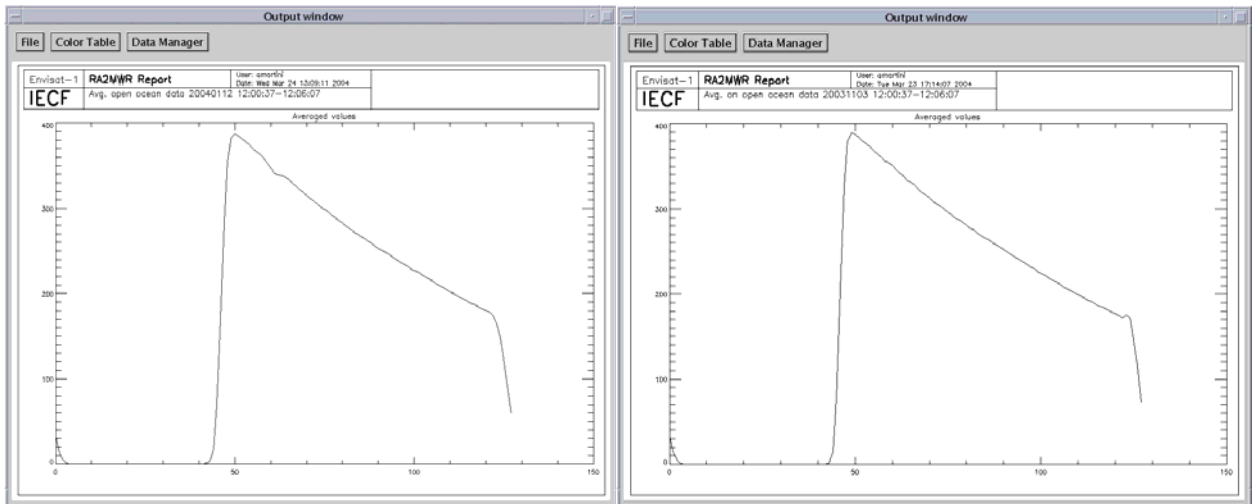 Output window
File Color Table Data Manager
Envisat-1 RA2MWR Report User: amartini
Date: Wed Mar 24 13:09:11 2004
IECF Avg. open ocean data 20040112 12:00:37-12:06:07
Averaged values
400
300
200
100
0
0 50 100 150
Output window
File Color Table Data Manager
Envisat-1 RA2MWR Report User: amartini
Date: Tue Mar 23 17:14:07 2004
IECF Avg. on open ocean data 20031103 12:00:37-12:06:07
Averaged values
400
300
200
100
0
0 50 100 150